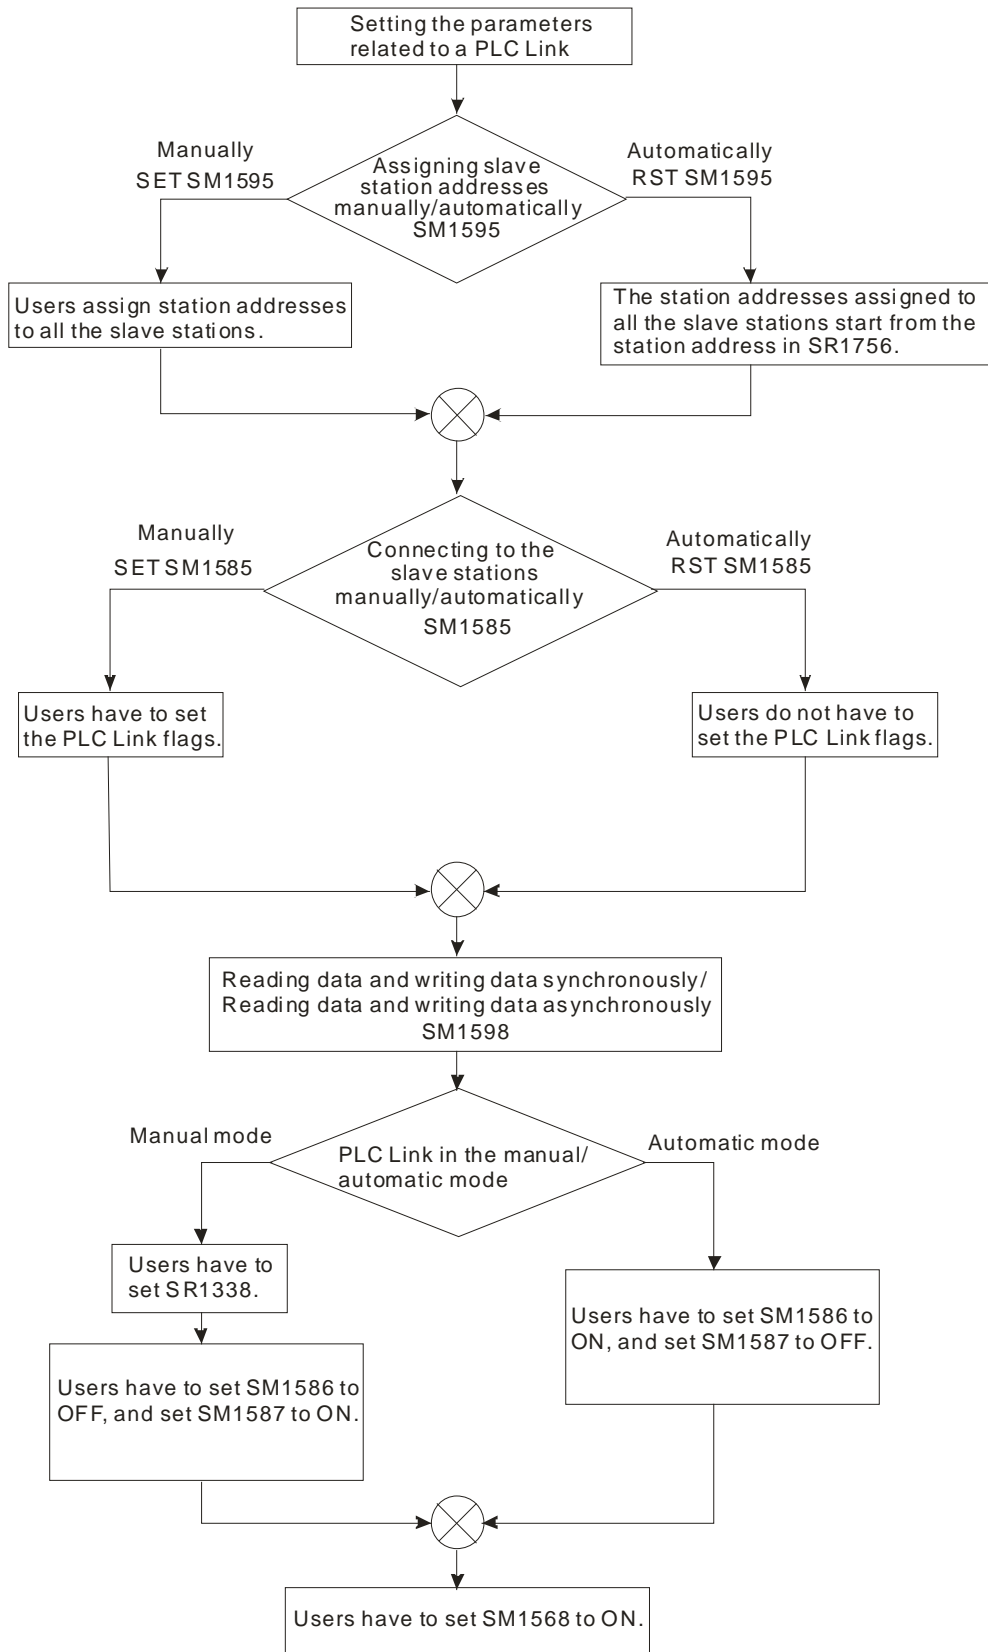 Setting the parameters
related to a PLC Link
Manually
SET SM1595
Automatically
RST SM1595
Assigning slave
station addresses
manually/automatically
SM1595
Users assign station addresses
to all the slave stations.
The station addresses assigned to
all the slave stations start from the
station address in SR1756.
Manually
SET SM1585
Automatically
RST SM1585
Connecting to the
slave stations
manually/automatically
SM1585
Users have to set
the PLC Link flags.
Users do not have to
set the PLC Link flags.
Reading data and writing data synchronously/
Reading data and writing data asynchronously
SM1598
Manual mode
Automatic mode
PLC Link in the manual/
automatic mode
Users have to
set SR1338.
Users have to set SM1586 to
OFF, and set SM1587 to ON.
Users have to set SM1586 to
ON, and set SM1587 to OFF.
Users have to set SM1568 to ON.